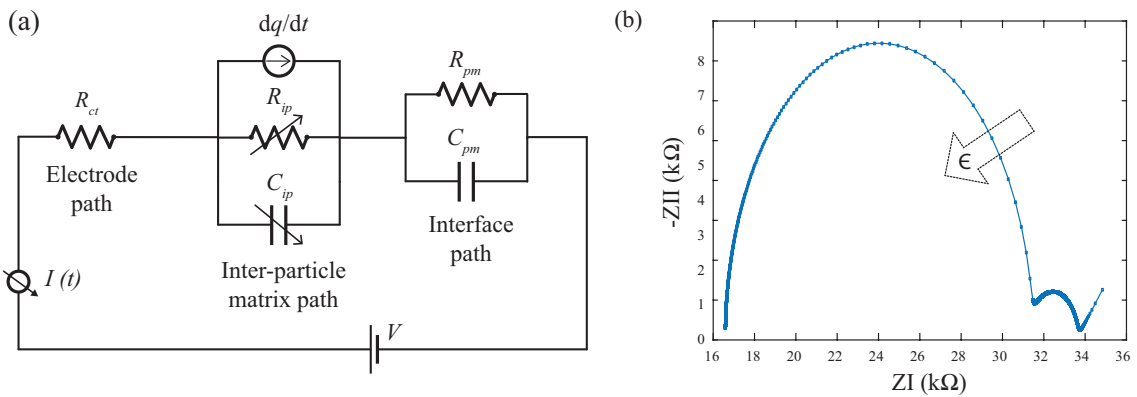 (a)
dq/dt
R_ct
R_ip
R_pm
C_pm
C_ip
Electrode
path
Inter-particle
matrix path
Interface
path
I (t)
V
(b)
-ZII (kΩ)
8
7
6
5
4
3
2
1
0
ϵ
16
18
20
22
24
26
28
30
32
34
36
ZI (kΩ)